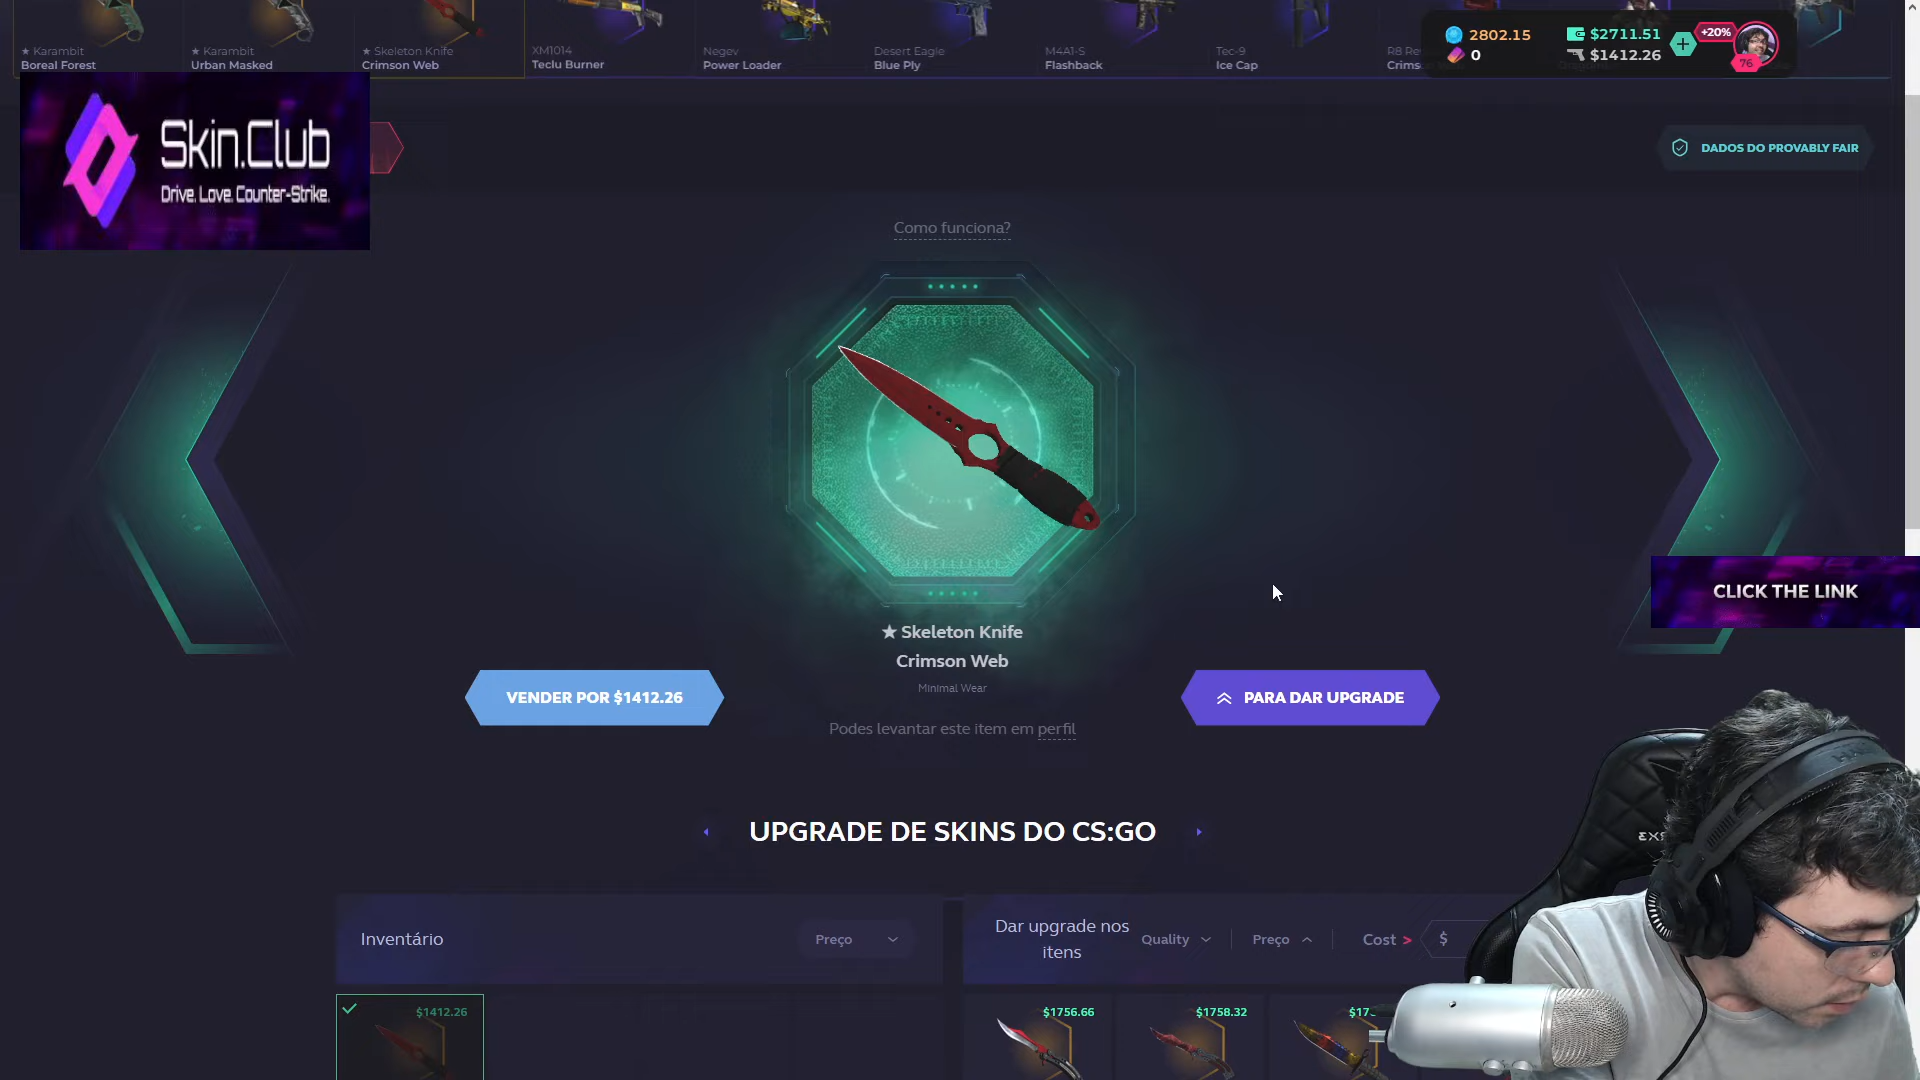 ★ Karambit
Boreal Forest
★ Karambit
Urban Masked
★ Skeleton Knife
Crimson Web
XM1014
Teclu Burner
Negev
Power Loader
Desert Eagle
Blue Ply
M4A1-S
Flashback
Tec-9
Ice Cap
2802.15
0
$2711.51
$1412.26
+20%
76
Skin.Club
Drive. Love. Counter-Strike.
DADOS DO PROVABLY FAIR
Como funciona?
CLICK THE LINK
★ Skeleton Knife
Crimson Web
Minimal Wear
VENDER POR $1412.26
PARA DAR UPGRADE
Podes levantar este item em perfil
UPGRADE DE SKINS DO CS:GO
Inventário
Preço
Dar upgrade nos
itens
Quality
Preço
Cost >
$
$1412.26
$1756.66
$1758.32